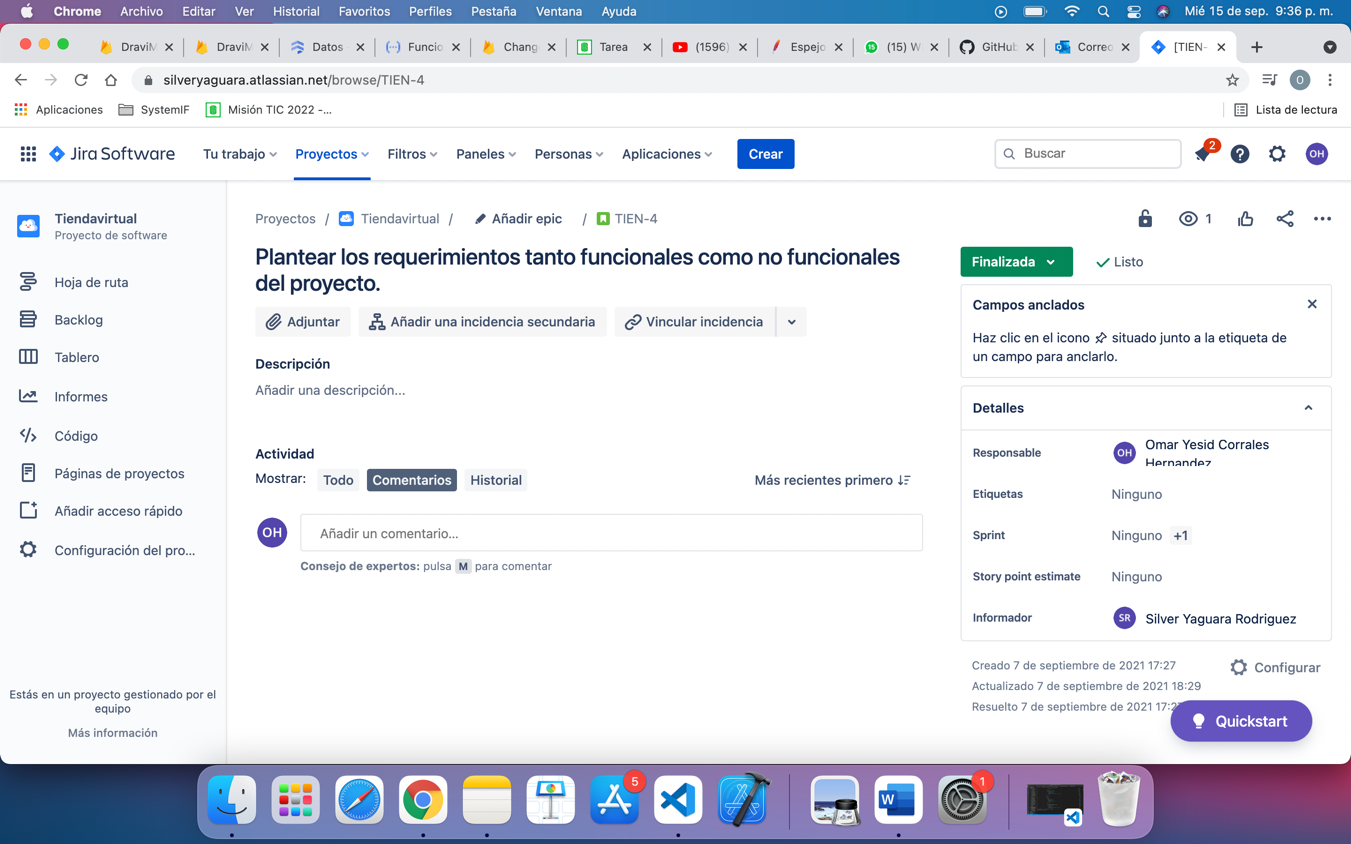 Chrome Archivo Editar Ver Historial Favoritos Perfiles Pestaña Ventana Ayuda Mié 15 de sep. 9:36 p. m.
DraviM DraviM Datos Funcio Chang Tarea (1596) Espejo (15) W GitHub Correo [TIEN-
silveryaguara.atlassian.net/browse/TIEN-4 O
Aplicaciones SystemIF Misión TIC 2022 -... Lista de lectura
Jira Software Tu trabajo Proyectos Filtros Paneles Personas Aplicaciones Crear Buscar 2 OH
Tiendavirtual
Proyecto de software
Hoja de ruta
Backlog
Tablero
Informes
Código
Páginas de proyectos
Añadir acceso rápido
Configuración del pro...
Estás en un proyecto gestionado por el
equipo
Más información
Proyectos / Tiendavirtual / Añadir epic / TIEN-4
1
Plantear los requerimientos tanto funcionales como no funcionales
del proyecto.
Adjuntar Añadir una incidencia secundaria Vincular incidencia
Descripción
Añadir una descripción...
Actividad
Mostrar: Todo Comentarios Historial Más recientes primero
OH Añadir un comentario...
Consejo de expertos: pulsa M para comentar
Finalizada Listo
Campos anclados
Haz clic en el icono situado junto a la etiqueta de
un campo para anclarlo.
Detalles
Responsable OH Omar Yesid Corrales
Hernandez
Etiquetas Ninguno
Sprint Ninguno +1
Story point estimate Ninguno
Informador SR Silver Yaguara Rodriguez
Creado 7 de septiembre de 2021 17:27 Configurar
Actualizado 7 de septiembre de 2021 18:29
Resuelto 7 de septiembre de 2021 17:27
Quickstart
5 W 1